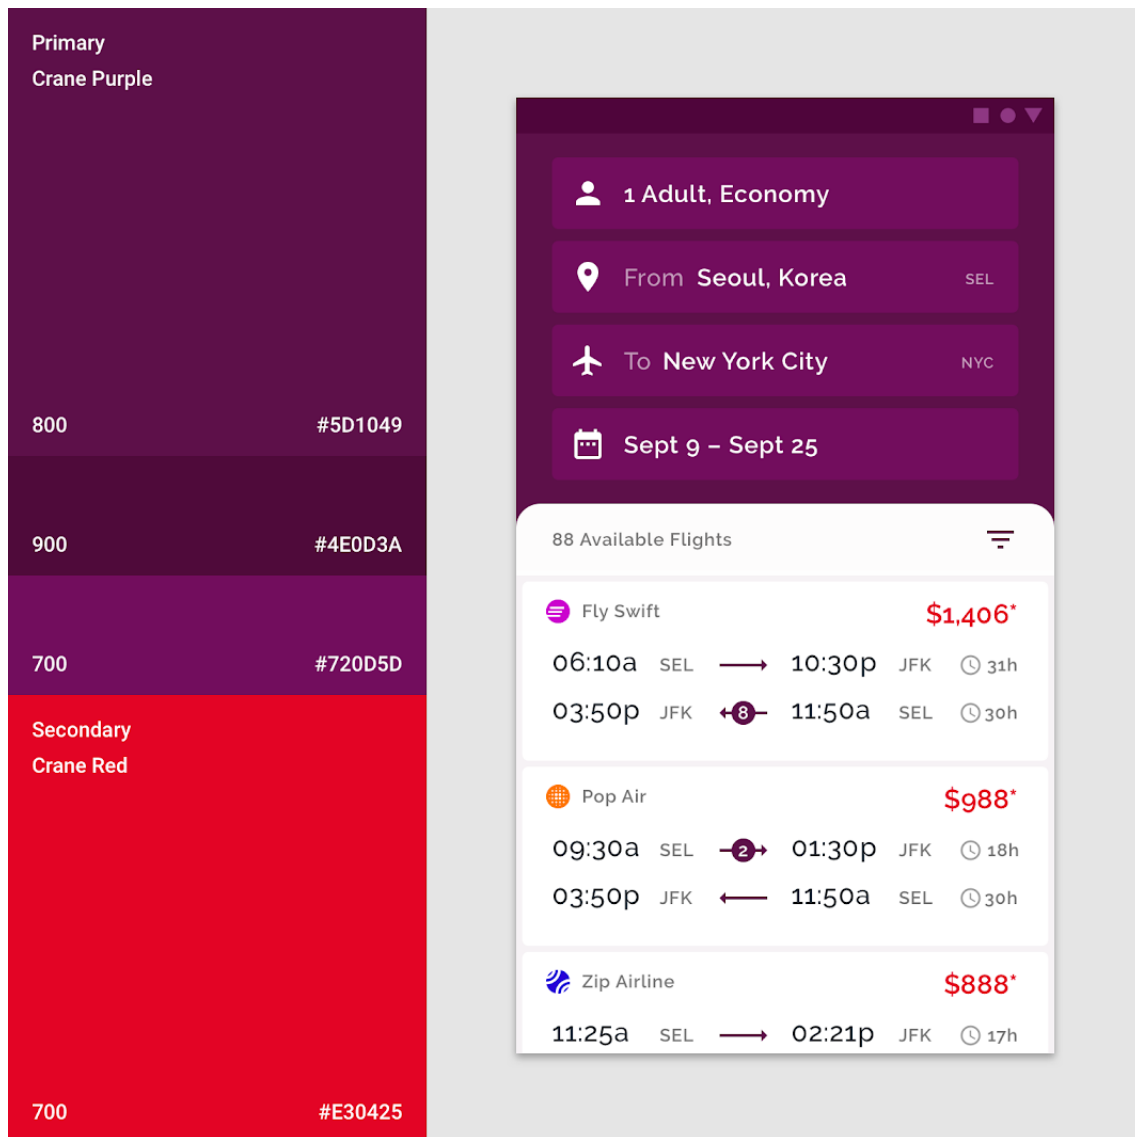 Primary
Crane Purple
800 #5D1049
900 #4E0D3A
700 #720D5D
Secondary
Crane Red
700 #E30425
1 Adult, Economy
From Seoul, Korea SEL
To New York City NYC
Sept 9 – Sept 25
88 Available Flights
Fly Swift $1,406*
06:10a SEL 10:30p JFK 31h
03:50p JFK 8 11:50a SEL 30h
Pop Air $988*
09:30a SEL 2 01:30p JFK 18h
03:50p JFK 11:50a SEL 30h
Zip Airline $888*
11:25a SEL 02:21p JFK 17h